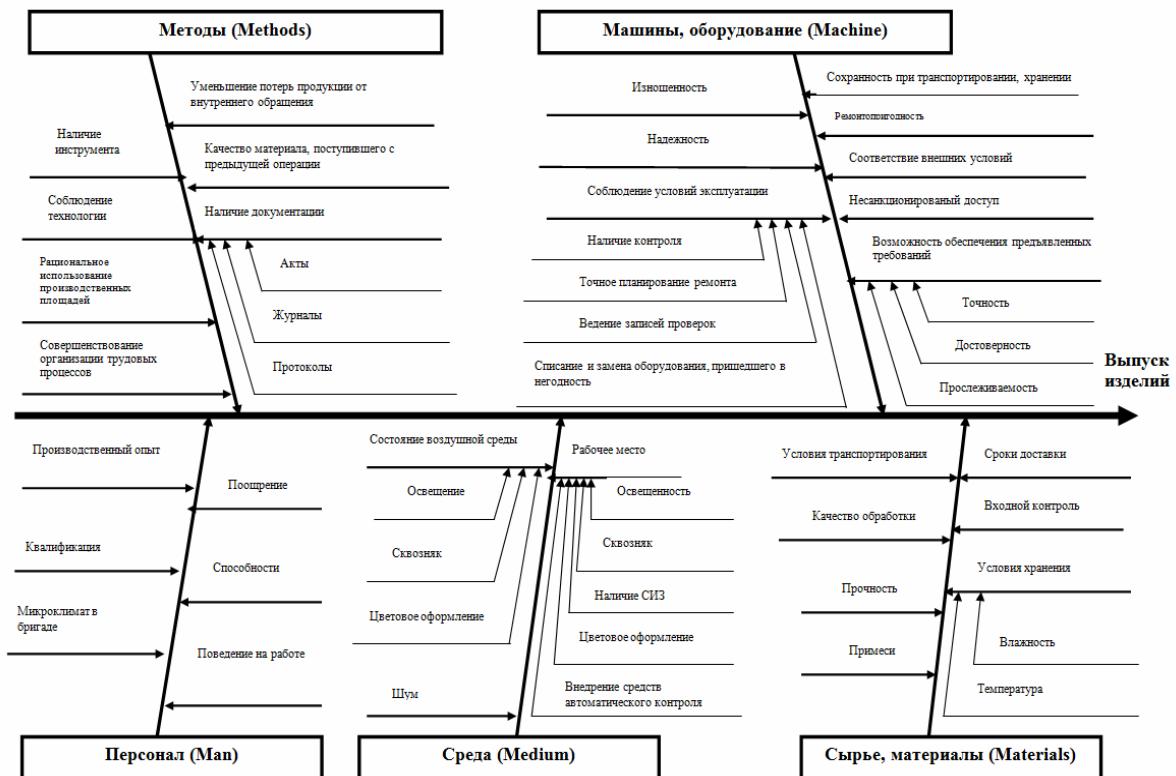 Методы (Methods)
Машины, оборудование (Machine)
Уменьшение потерь продукции от
внутреннего обращения
Наличие
инструмента
Качество материала, поступившего с
предыдущей операции
Соблюдение
технологии
Наличие документации
Рациональное
использование
производственных
площадей
Акты
Журналы
Совершенствование
организации трудовых
процессов
Протоколы
Изношенность
Сохранность при транспортировании, хранении
Ремонтопригодность
Надежность
Соответствие внешних условий
Соблюдение условий эксплуатации
Несанкционированый доступ
Наличие контроля
Возможность обеспечения предъявленных
требований
Точное планирование ремонта
Точность
Ведение записей проверок
Достоверность
Списание и замена оборудования, пришедшего в
негодность
Прослеживаемость
Выпуск
изделий
Производственный опыт
Поощрение
Квалификация
Способности
Микроклимат в
бригаде
Поведение на работе
Состояние воздушной среды
Рабочее место
Освещение
Освещенность
Сквозняк
Сквозняк
Наличие СИЗ
Цветовое оформление
Цветовое оформление
Шум
Внедрение средств
автоматического контроля
Условия транспортирования
Сроки доставки
Качество обработки
Входной контроль
Условия хранения
Прочность
Примеси
Влажность
Температура
Персонал (Man)
Среда (Medium)
Сырье, материалы (Materials)